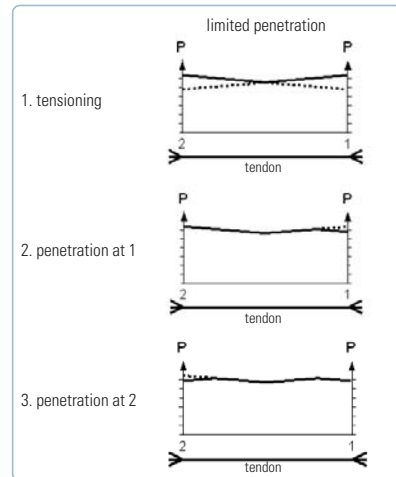 limited penetration
P P
1. tensioning
2 1
tendon
P P
2. penetration at 1
2 1
tendon
P P
3. penetration at 2
2 1
tendon